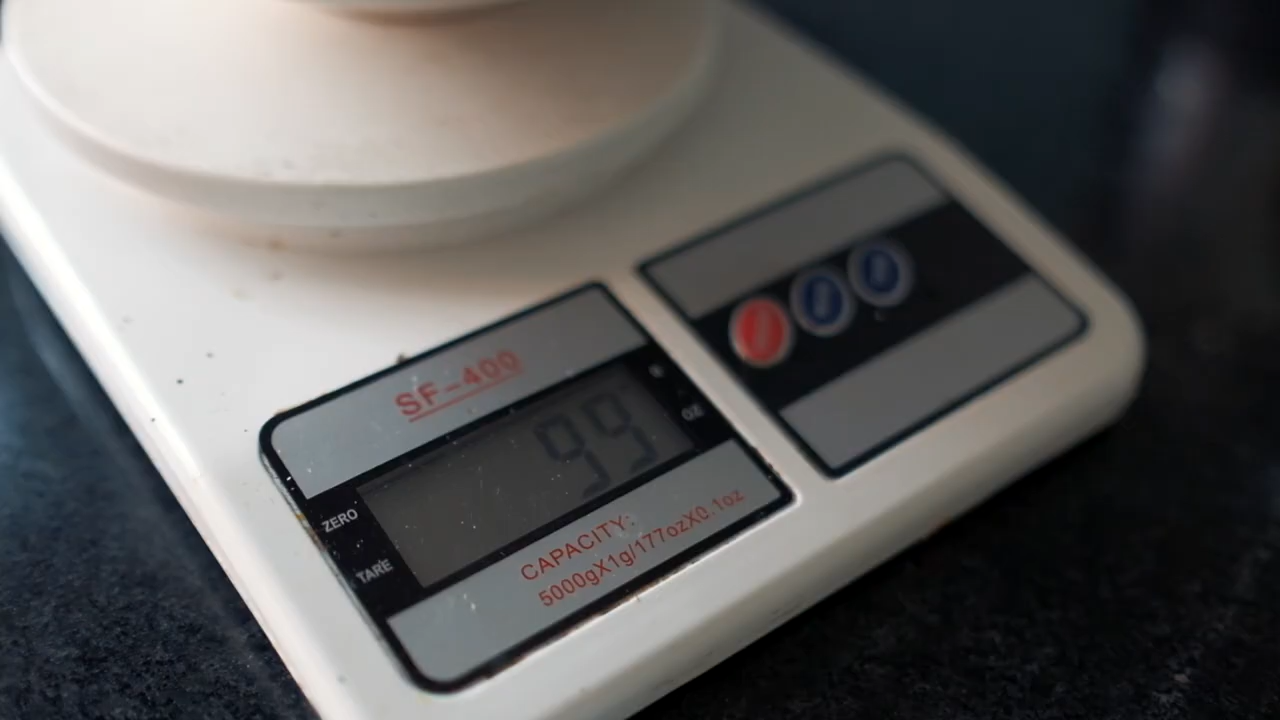 SF-400
99
OZ
ZERO
TARE
CAPACITY:
5000gX1g/177ozX0.1oz